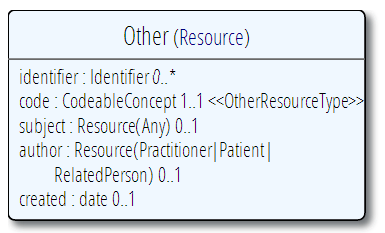 Other (Resource)
identifier : Identifier 0..*
code : CodeableConcept 1..1 <<OtherResourceType>>
subject : Resource(Any) 0..1
author : Resource(Practitioner|Patient|
RelatedPerson) 0..1
created : date 0..1